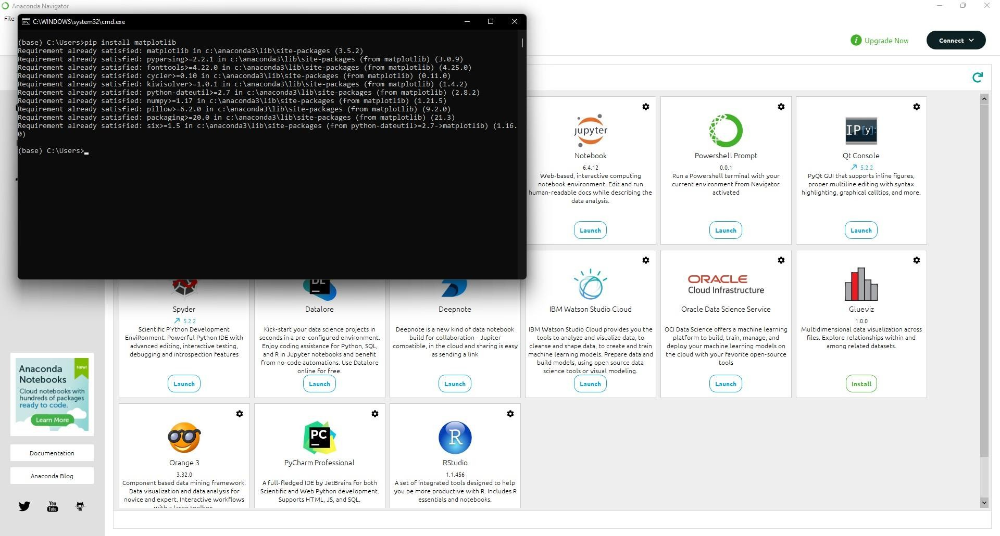 Anaconda Navigator
File
C:\WINDOWS\system32\cmd.exe
(base) C:\Users>pip install matplotlib
Requirement already satisfied: matplotlib in c:\anaconda3\lib\site-packages (3.5.2)
Requirement already satisfied: pyparsing>=2.2.1 in c:\anaconda3\lib\site-packages (from matplotlib) (3.0.9)
Requirement already satisfied: fonttools>=4.22.0 in c:\anaconda3\lib\site-packages (from matplotlib) (4.25.0)
Requirement already satisfied: cycler>=0.10 in c:\anaconda3\lib\site-packages (from matplotlib) (0.11.0)
Requirement already satisfied: kiwisolver>=1.0.1 in c:\anaconda3\lib\site-packages (from matplotlib) (1.4.2)
Requirement already satisfied: python-dateutil>=2.7 in c:\anaconda3\lib\site-packages (from matplotlib) (2.8.2)
Requirement already satisfied: numpy>=1.17 in c:\anaconda3\lib\site-packages (from matplotlib) (1.21.5)
Requirement already satisfied: pillow>=6.2.0 in c:\anaconda3\lib\site-packages (from matplotlib) (9.2.0)
Requirement already satisfied: packaging>=20.0 in c:\anaconda3\lib\site-packages (from matplotlib) (21.3)
Requirement already satisfied: six>=1.5 in c:\anaconda3\lib\site-packages (from python-dateutil>=2.7->matplotlib) (1.16.
0)
(base) C:\Users>
Upgrade Now
Connect
jupyter
Notebook
6.4.12
Web-based, interactive computing
notebook environment. Edit and run
human-readable docs while describing the
data analysis.
Launch
Powershell Prompt
0.0.1
Run a Powershell terminal with your
current environment from Navigator
activated
Launch
IP[y]:
Qt Console
5.2.2
PyQt GUI that supports inline figures,
proper multiline editing with syntax
highlighting, graphical calltips, and more.
Launch
Spyder
5.2.2
Scientific PYthon Development
EnviRonment. Powerful Python IDE with
advanced editing, interactive testing,
debugging and introspection features
Launch
DL
Datalore
Kick-start your data science projects in
seconds in a pre-configured environment.
Enjoy coding assistance for Python, SQL,
and R in Jupyter notebooks and benefit
from no-code automations. Use Datalore
online for free.
Launch
Deepnote
Deepnote is a new kind of data notebook
build for collaboration - Jupiter
compatible, in the cloud and sharing is easy
as sending a link
Launch
IBM Watson Studio Cloud
IBM Watson Studio Cloud provides you the
tools to analyze and visualize data, to
cleanse and shape data, to create and train
machine learning models. Prepare data and
build models, using open source data
science tools or visual modeling.
Launch
ORACLE
Cloud Infrastructure
Oracle Data Science Service
OCI Data Science offers a machine learning
platform to build, train, manage, and
deploy your machine learning models on
the cloud with your favorite open-source
tools
Launch
Glueviz
1.0.0
Multidimensional data visualization across
files. Explore relationships within and
among related datasets.
Install
Anaconda
Notebooks
New!
Cloud notebooks with
hundreds of packages
ready to code.
Learn More
Documentation
Anaconda Blog
You
Tube
Orange 3
3.32.0
Component based data mining framework.
Data visualization and data analysis for
novice and expert. Interactive workflows
with a large toolbox.
PC
PyCharm Professional
A full-fledged IDE by JetBrains for both
Scientific and Web Python development.
Supports HTML, JS, and SQL.
R
RStudio
1.1.456
A set of integrated tools designed to help
you be more productive with R. Includes R
essentials and notebooks.